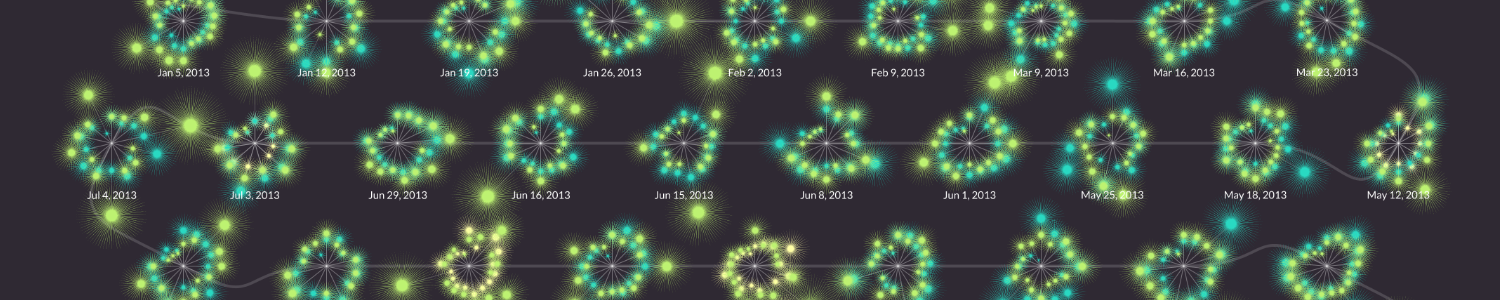 Jan 5, 2013
Jan 12, 2013
Jan 19, 2013
Jan 26, 2013
Feb 2, 2013
Feb 9, 2013
Mar 9, 2013
Mar 16, 2013
Mar 23, 2013
Jul 4, 2013
Jul 3, 2013
Jun 29, 2013
Jun 16, 2013
Jun 15, 2013
Jun 8, 2013
Jun 1, 2013
May 25, 2013
May 18, 2013
May 12, 2013